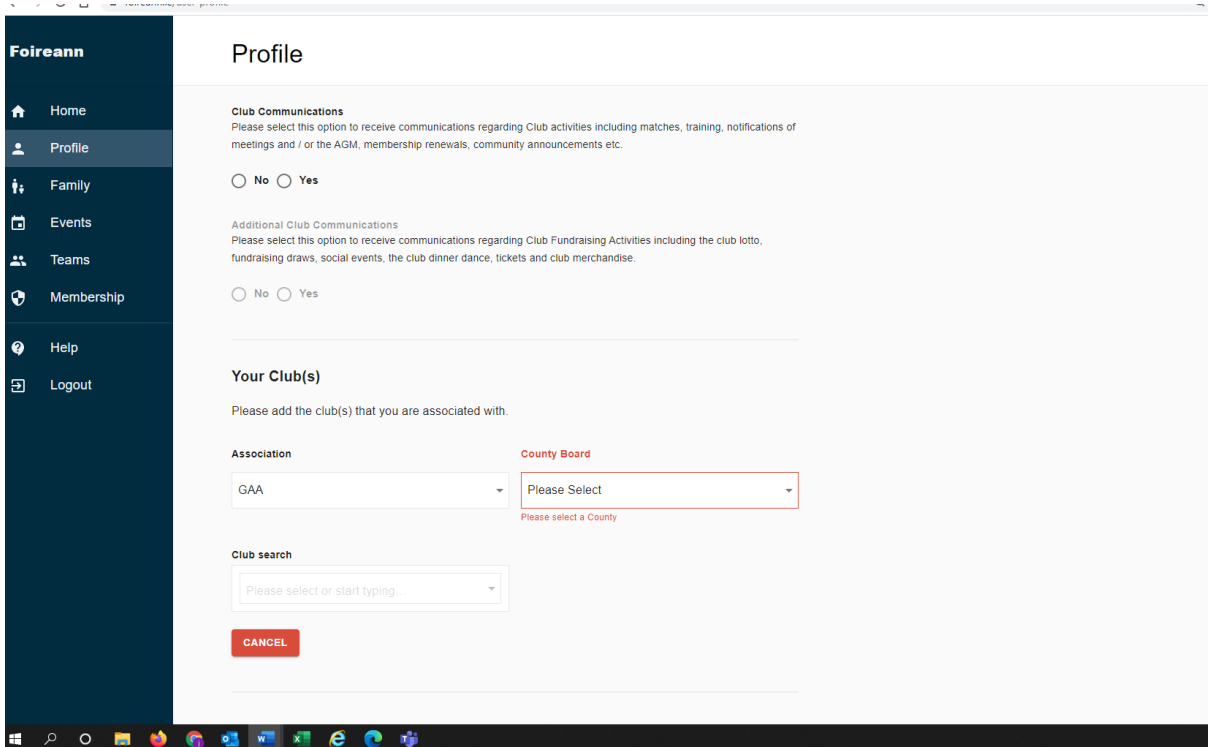 Foireann
Profile
Home
Profile
Family
Events
Teams
Membership
Help
Logout
Club Communications
Please select this option to receive communications regarding Club activities including matches, training, notifications of
meetings and / or the AGM, membership renewals, community announcements etc.
No Yes
Additional Club Communications
Please select this option to receive communications regarding Club Fundraising Activities including the club lotto,
fundraising draws, social events, the club dinner dance, tickets and club merchandise.
No Yes
Your Club(s)
Please add the club(s) that you are associated with.
Association County Board
GAA Please Select
Please select a County
Club search
Please select or start typing...
CANCEL